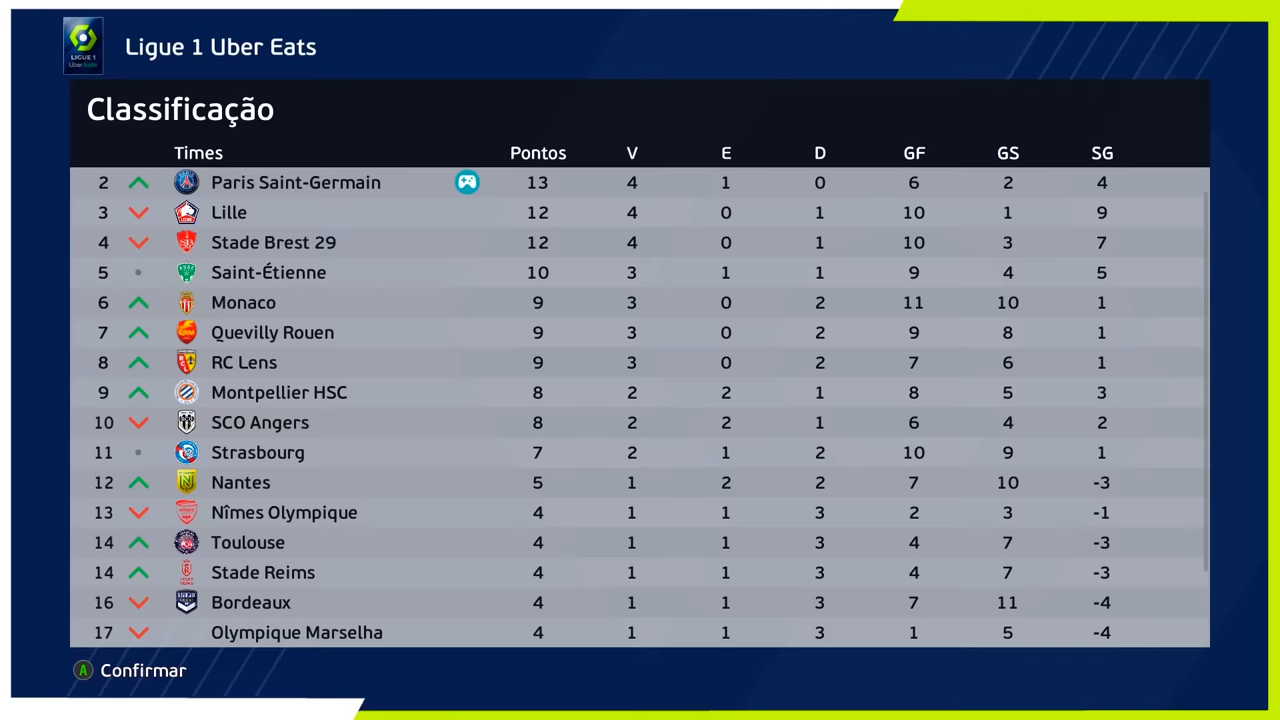 LIGUE 1
Uber Eats
Ligue 1 Uber Eats
Classificação
Times Pontos V E D GF GS SG
2 Paris Saint-Germain 13 4 1 0 6 2 4
3 Lille 12 4 0 1 10 1 9
4 Stade Brest 29 12 4 0 1 10 3 7
5 Saint-Étienne 10 3 1 1 9 4 5
6 Monaco 9 3 0 2 11 10 1
7 Quevilly Rouen 9 3 0 2 9 8 1
8 RC Lens 9 3 0 2 7 6 1
9 Montpellier HSC 8 2 2 1 8 5 3
10 SCO Angers 8 2 2 1 6 4 2
11 Strasbourg 7 2 1 2 10 9 1
12 Nantes 5 1 2 2 7 10 -3
13 Nîmes Olympique 4 1 1 3 2 3 -1
14 Toulouse 4 1 1 3 4 7 -3
14 Stade Reims 4 1 1 3 4 7 -3
16 Bordeaux 4 1 1 3 7 11 -4
17 Olympique Marselha 4 1 1 3 1 5 -4
A Confirmar